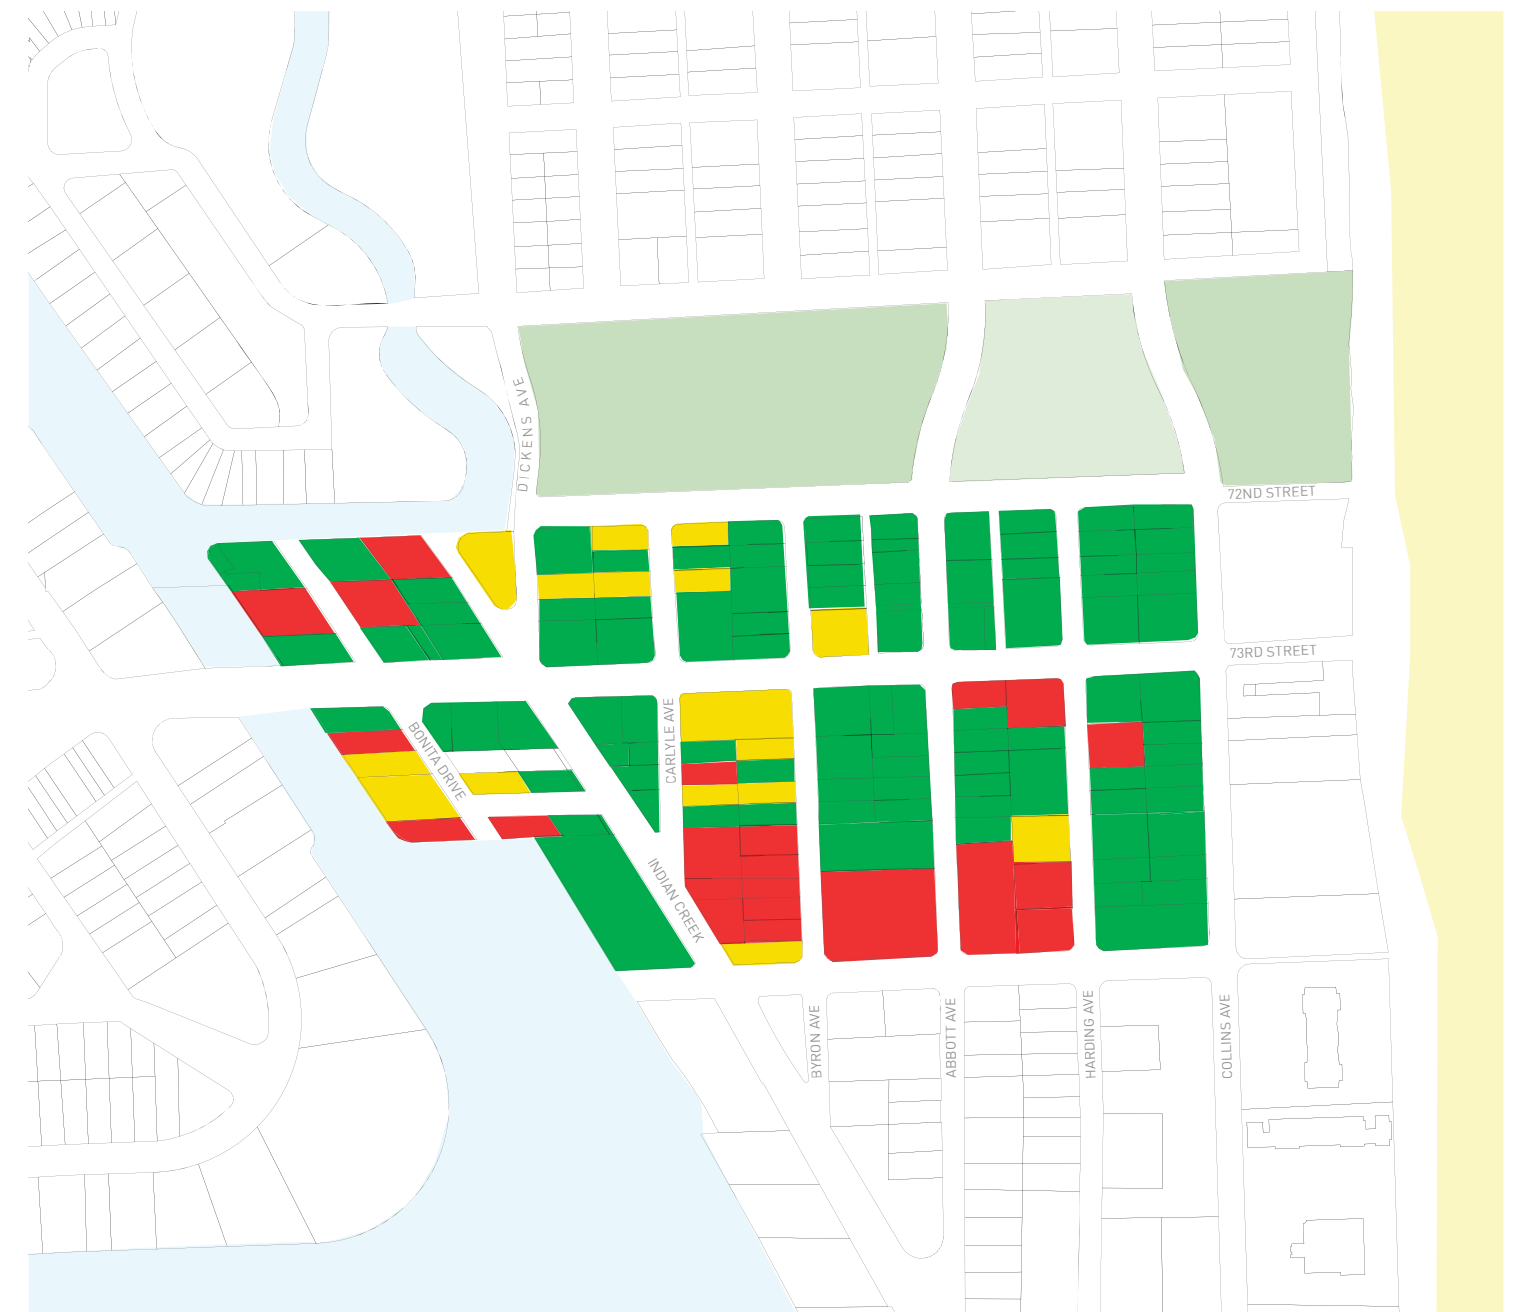 DICKENS AVE
72ND STREET
73RD STREET
CARLYLE AVE
BONITA DRIVE
INDIAN CREEK
BYRON AVE
ABBOTT AVE
HARDING AVE
COLLINS AVE